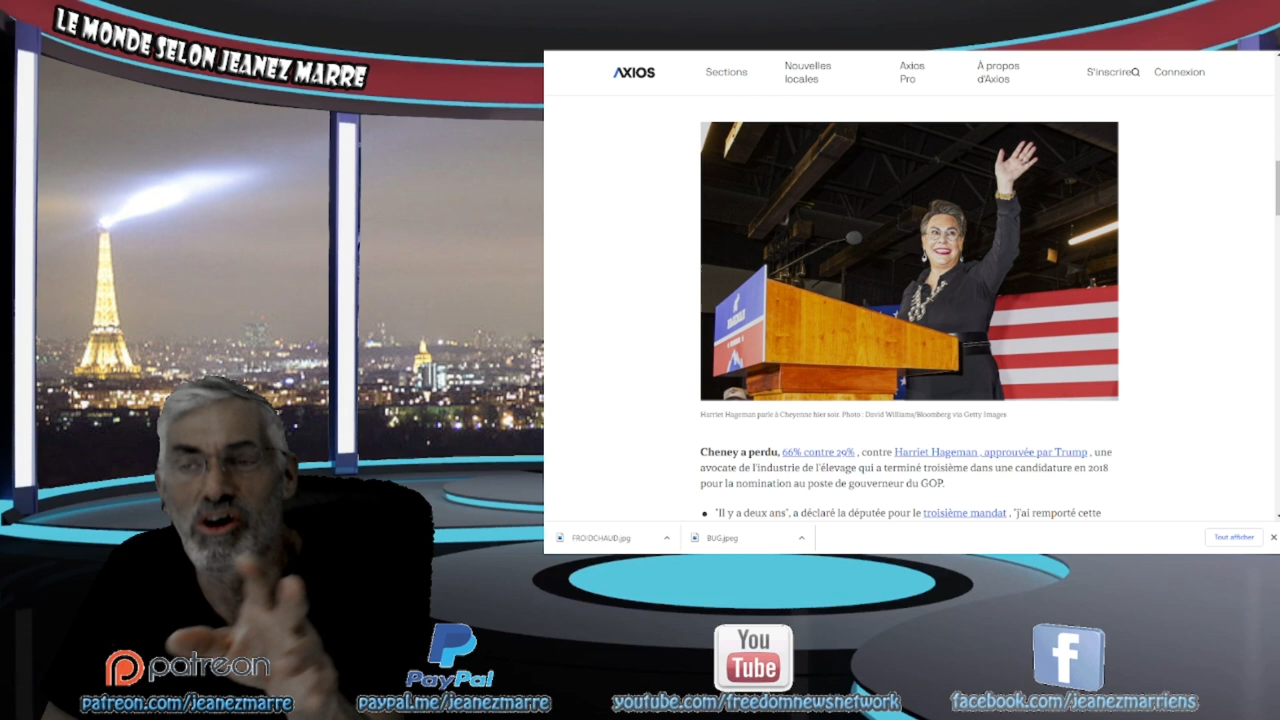 LE MONDE SELON JEANEZ MARRE
AXIOS
Sections
Nouvelles
locales
Axios
Pro
À propos
d'Axios
S'inscrire
Connexion
Harriet Hageman parle à Cheyenne hier soir. Photo : David Williams/Bloomberg via Getty Images
Cheney a perdu, 66% contre 29% , contre Harriet Hageman , approuvée par Trump , une
avocate de l'industrie de l'élevage qui a terminé troisième dans une candidature en 2018
pour la nomination au poste de gouverneur du GOP.
• "Il y a deux ans", a déclaré la députée pour le troisième mandat , "j'ai remporté cette
FROIDCHAUD.jpg
BUG.jpeg
Tout afficher
patreon
patreon.com/jeanezmarre
PayPal
paypal.me/jeanezmarre
You
Tube
youtube.com/freedomnewsnetwork
f
facebook.com/jeanezmarriens